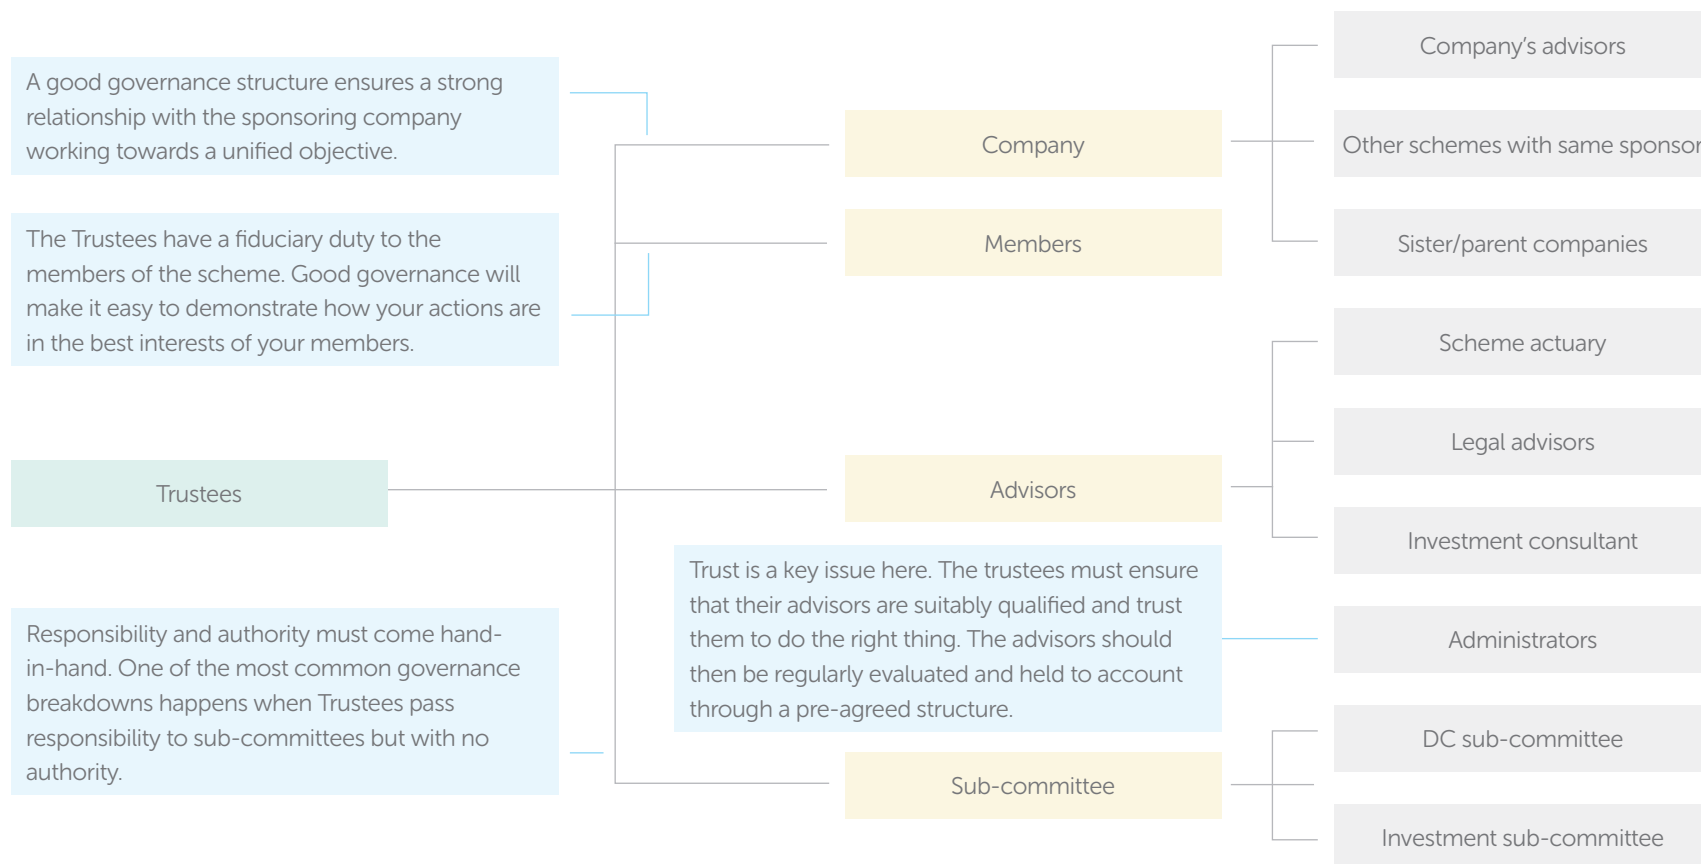 A good governance structure ensures a strong
relationship with the sponsoring company
working towards a unified objective.
The Trustees have a fiduciary duty to the
members of the scheme. Good governance will
make it easy to demonstrate how your actions are
in the best interests of your members.
Trustees
Responsibility and authority must come hand-
in-hand. One of the most common governance
breakdowns happens when Trustees pass
responsibility to sub-committees but with no
authority.
Company
Members
Advisors
Trust is a key issue here. The trustees must ensure
that their advisors are suitably qualified and trust
them to do the right thing. The advisors should
then be regularly evaluated and held to account
through a pre-agreed structure.
Sub-committee
Company’s advisors
Other schemes with same sponsor
Sister/parent companies
Scheme actuary
Legal advisors
Investment consultant
Administrators
DC sub-committee
Investment sub-committee